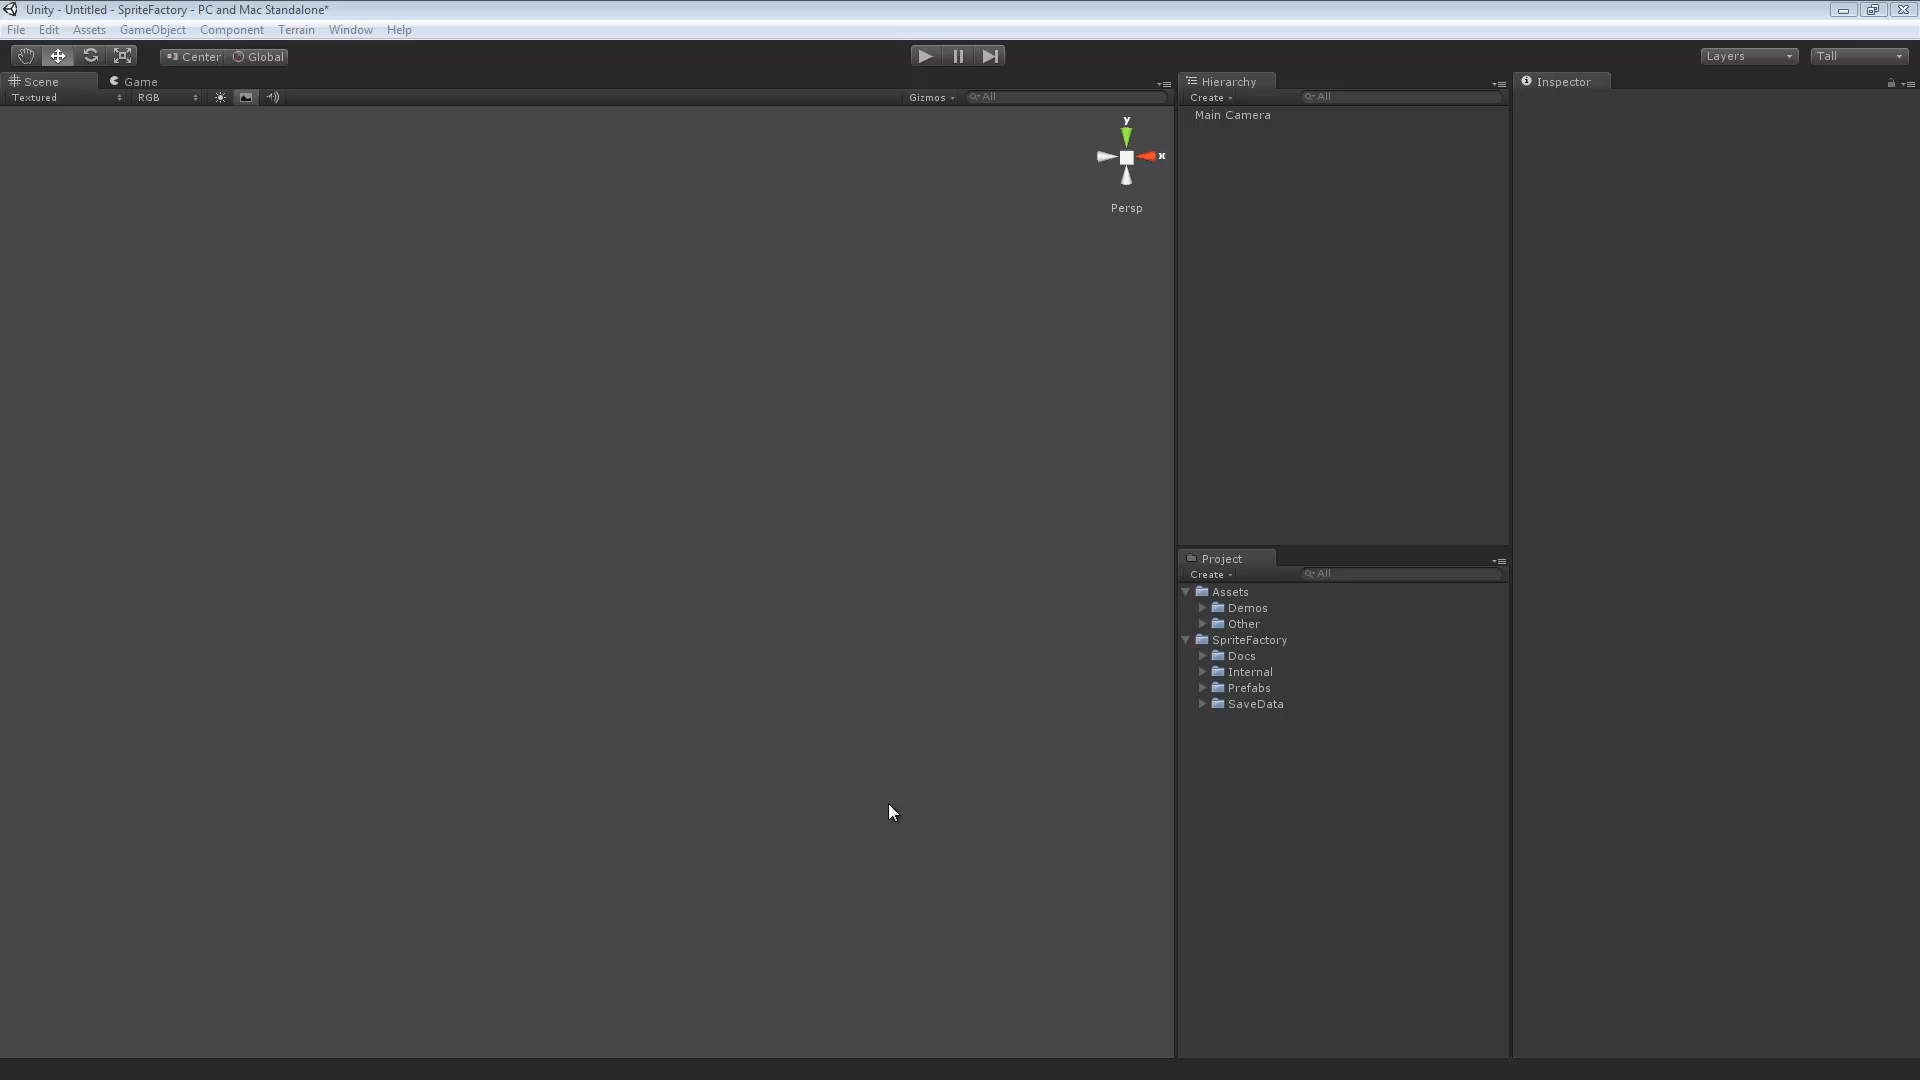 Unity - Untitled - SpriteFactory - PC and Mac Standalone*
File Edit Assets GameObject Component Terrain Window Help
Center Global Layers Tall
Scene Game Hierarchy Inspector
Textured RGB Gizmos All Create All
Main Camera
y
x
Persp
Project
Create All
Assets
Demos
Other
SpriteFactory
Docs
Internal
Prefabs
SaveData